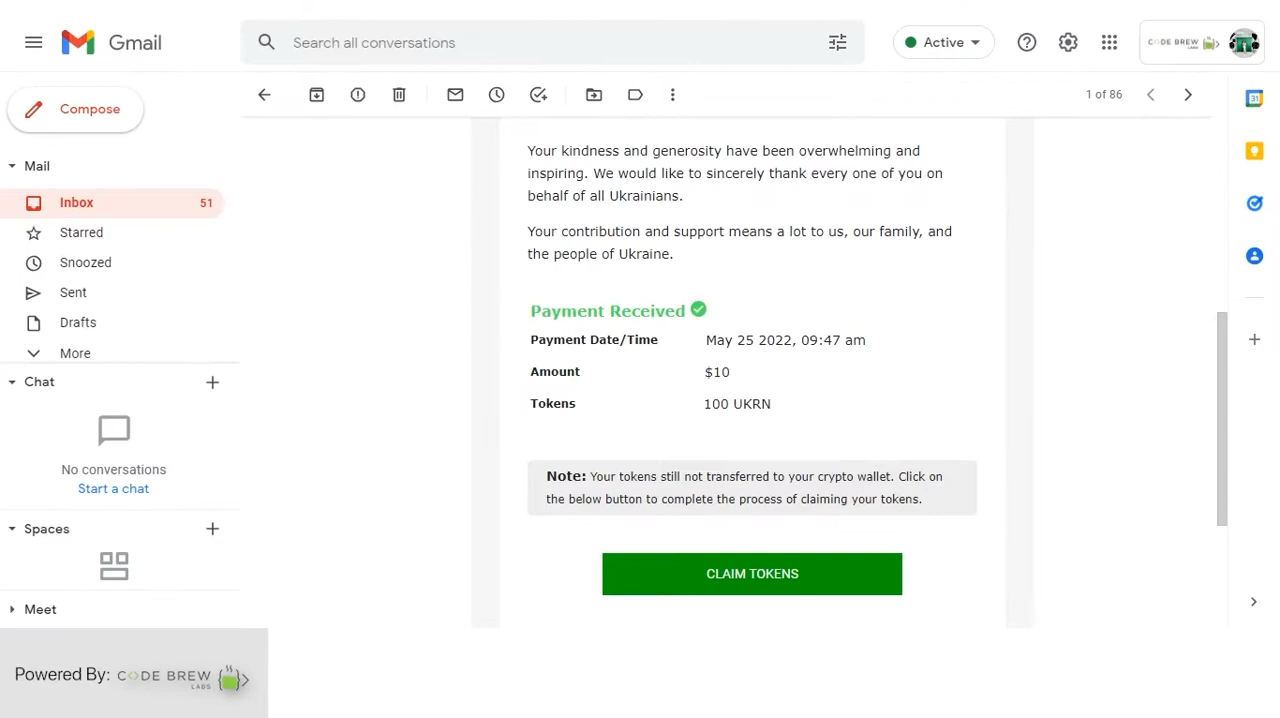 Gmail
Search all conversations
Active
CODE BREW
LABS
Compose
1 of 86
31
Mail
Inbox 51
Starred
Snoozed
Sent
Drafts
More
Chat
No conversations
Start a chat
Spaces
Meet
Your kindness and generosity have been overwhelming and
inspiring. We would like to sincerely thank every one of you on
behalf of all Ukrainians.
Your contribution and support means a lot to us, our family, and
the people of Ukraine.
Payment Received
Payment Date/Time May 25 2022, 09:47 am
Amount $10
Tokens 100 UKRN
Note: Your tokens still not transferred to your crypto wallet. Click on
the below button to complete the process of claiming your tokens.
CLAIM TOKENS
Powered By: CODE BREW
LABS